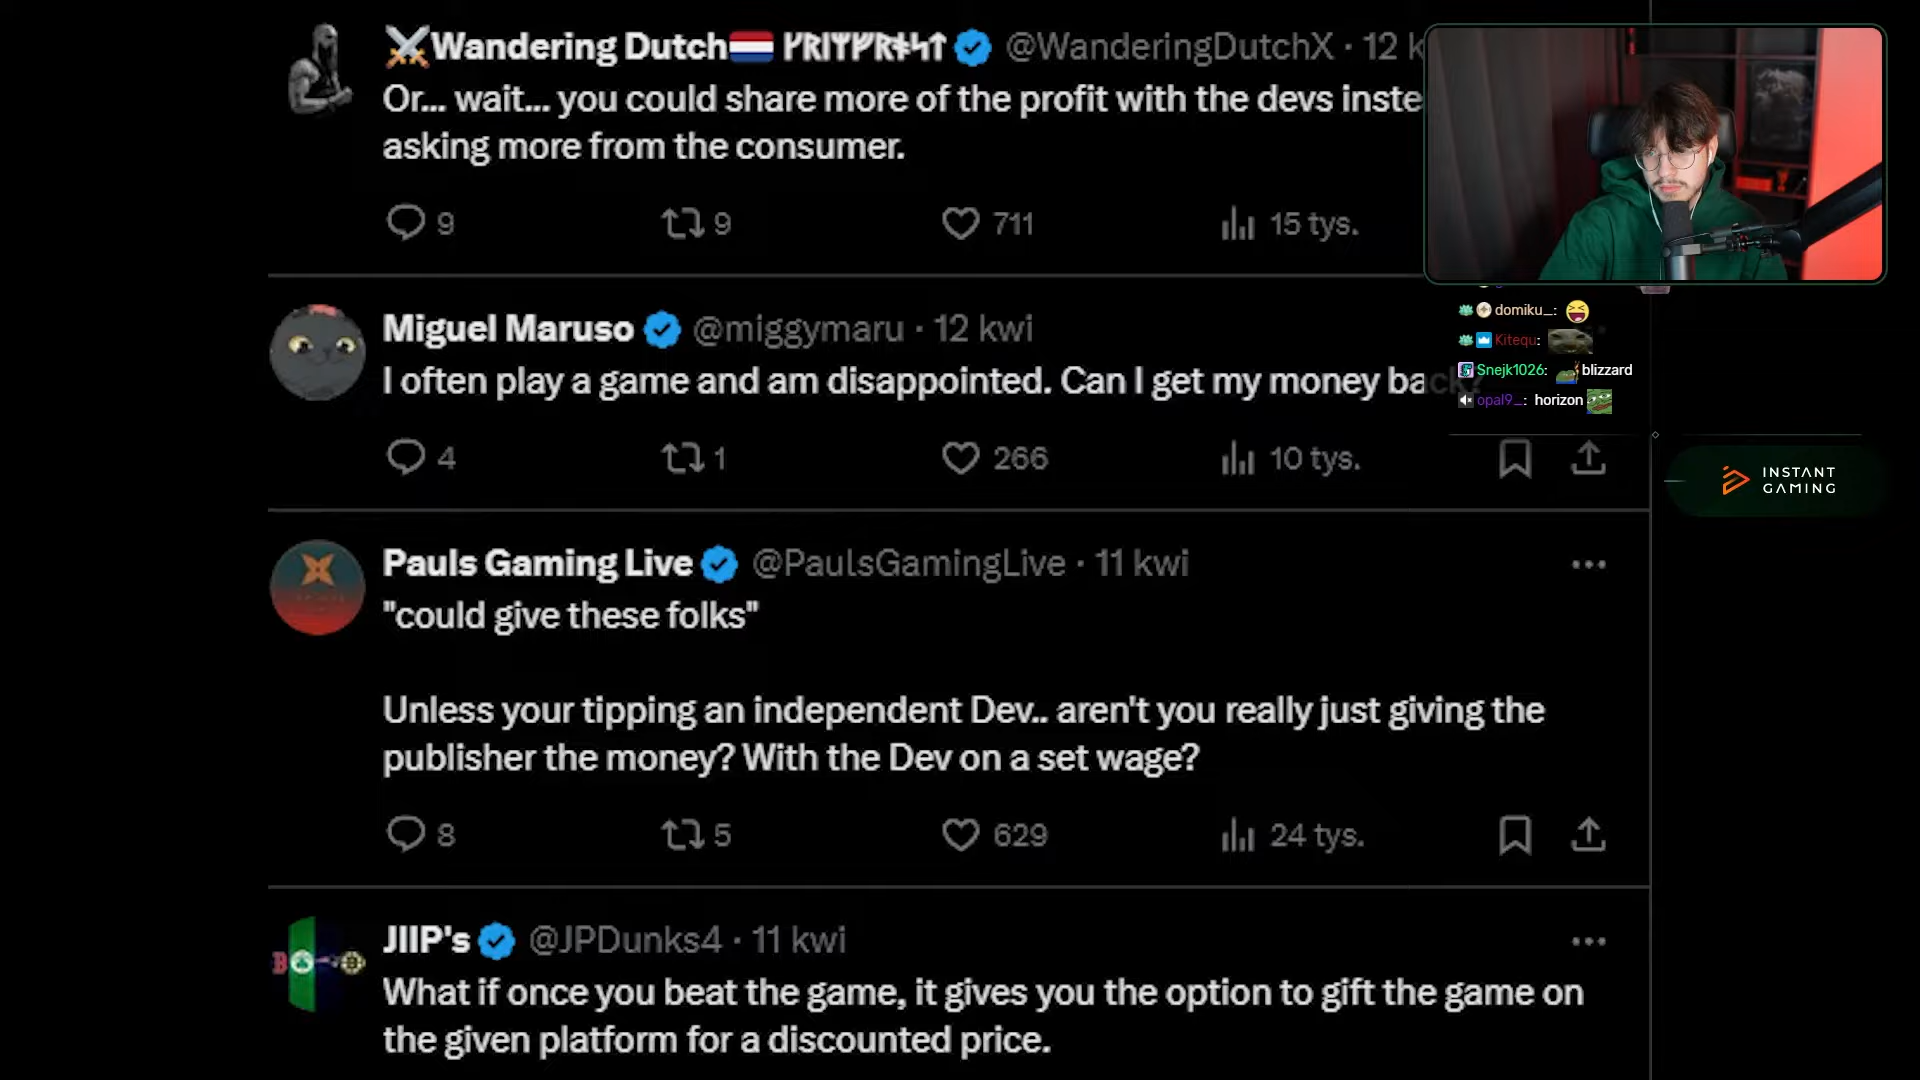 Wandering Dutch @WanderingDutchX · 12 k
Or... wait... you could share more of the profit with the devs inste
asking more from the consumer.
9 9 711 15 tys.
Miguel Maruso @miggymaru · 12 kwi
I often play a game and am disappointed. Can I get my money back?
4 1 266 10 tys.
Pauls Gaming Live @PaulsGamingLive · 11 kwi
"could give these folks"
Unless your tipping an independent Dev.. aren't you really just giving the
publisher the money? With the Dev on a set wage?
8 5 629 24 tys.
JIIP's @JPDunks4 · 11 kwi
What if once you beat the game, it gives you the option to gift the game on
the given platform for a discounted price.
domiku_:
Kitequ:
Snejk1026: blizzard
opal9_: horizon
INSTANT
GAMING